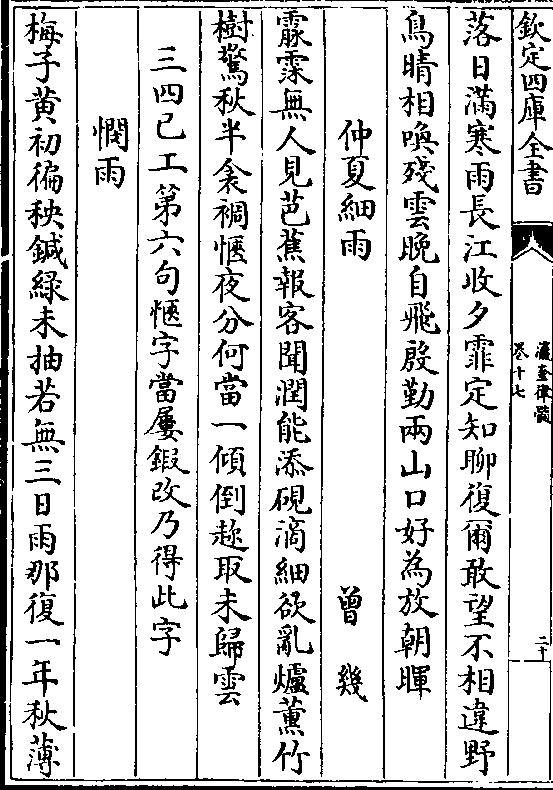 欽定四庫全書
瀛奎律髓
卷十七
二十
落日滿寒雨長江收夕霏定知聊復爾敢望不相違野
鳥晴相喚殘雲晚自飛殷勤兩山口好為放朝暉
仲夏細雨
曾幾
霢霂無人見芭蕉報客聞潤能添硯滴細欲亂爐薰竹
樹驚秋半衾裯愜夜分何當一傾倒趂取未歸雲
三四已工第六句愜字當屢鍜改乃得此字
憫雨
梅子黄初徧秧鍼緑未抽若無三日雨那復一年秋薄